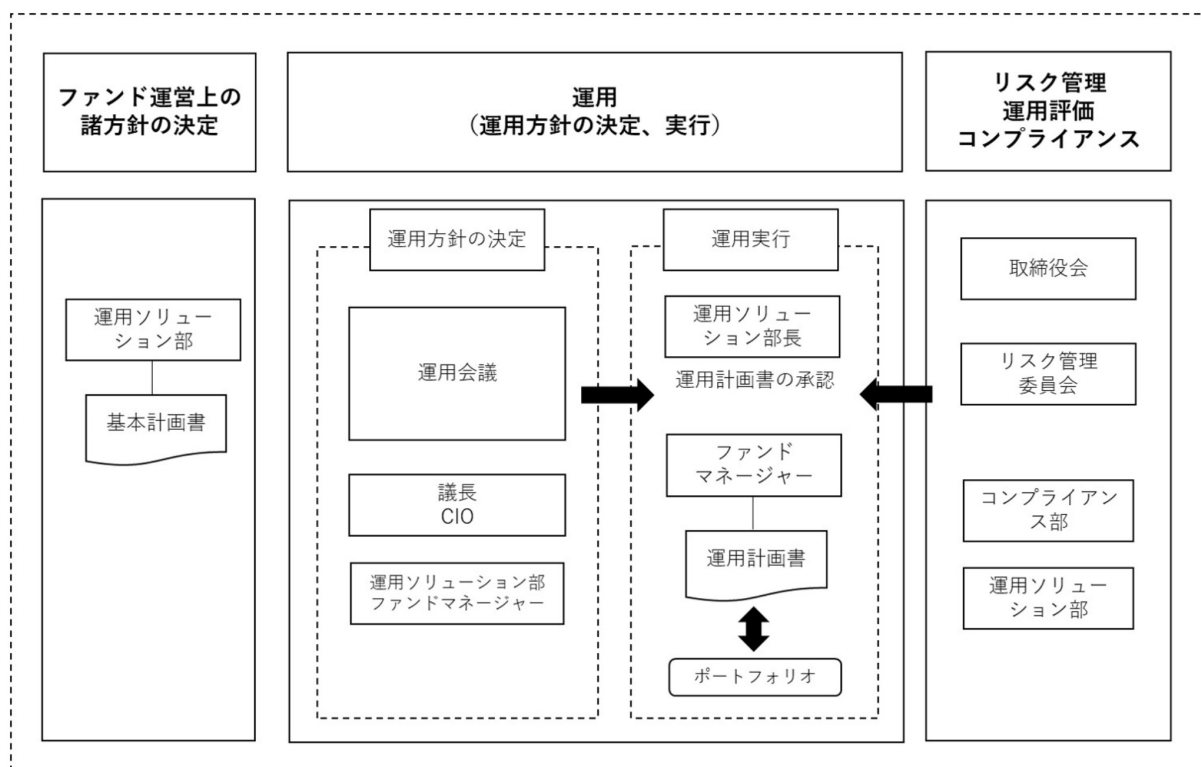 ファンド運営上の
諸方針の決定
運用
（運用方針の決定、実行）
リスク管理
運用評価
コンプライアンス
運用ソリュー
ション部
基本計画書
運用方針の決定
運用会議
議長
CIO
運用ソリューション部
ファンドマネージャー
運用実行
運用ソリュー
ション部長
運用計画書の承認
ファンド
マネージャー
運用計画書
ポートフォリオ
取締役会
リスク管理
委員会
コンプライアン
ス部
運用ソリュー
ション部